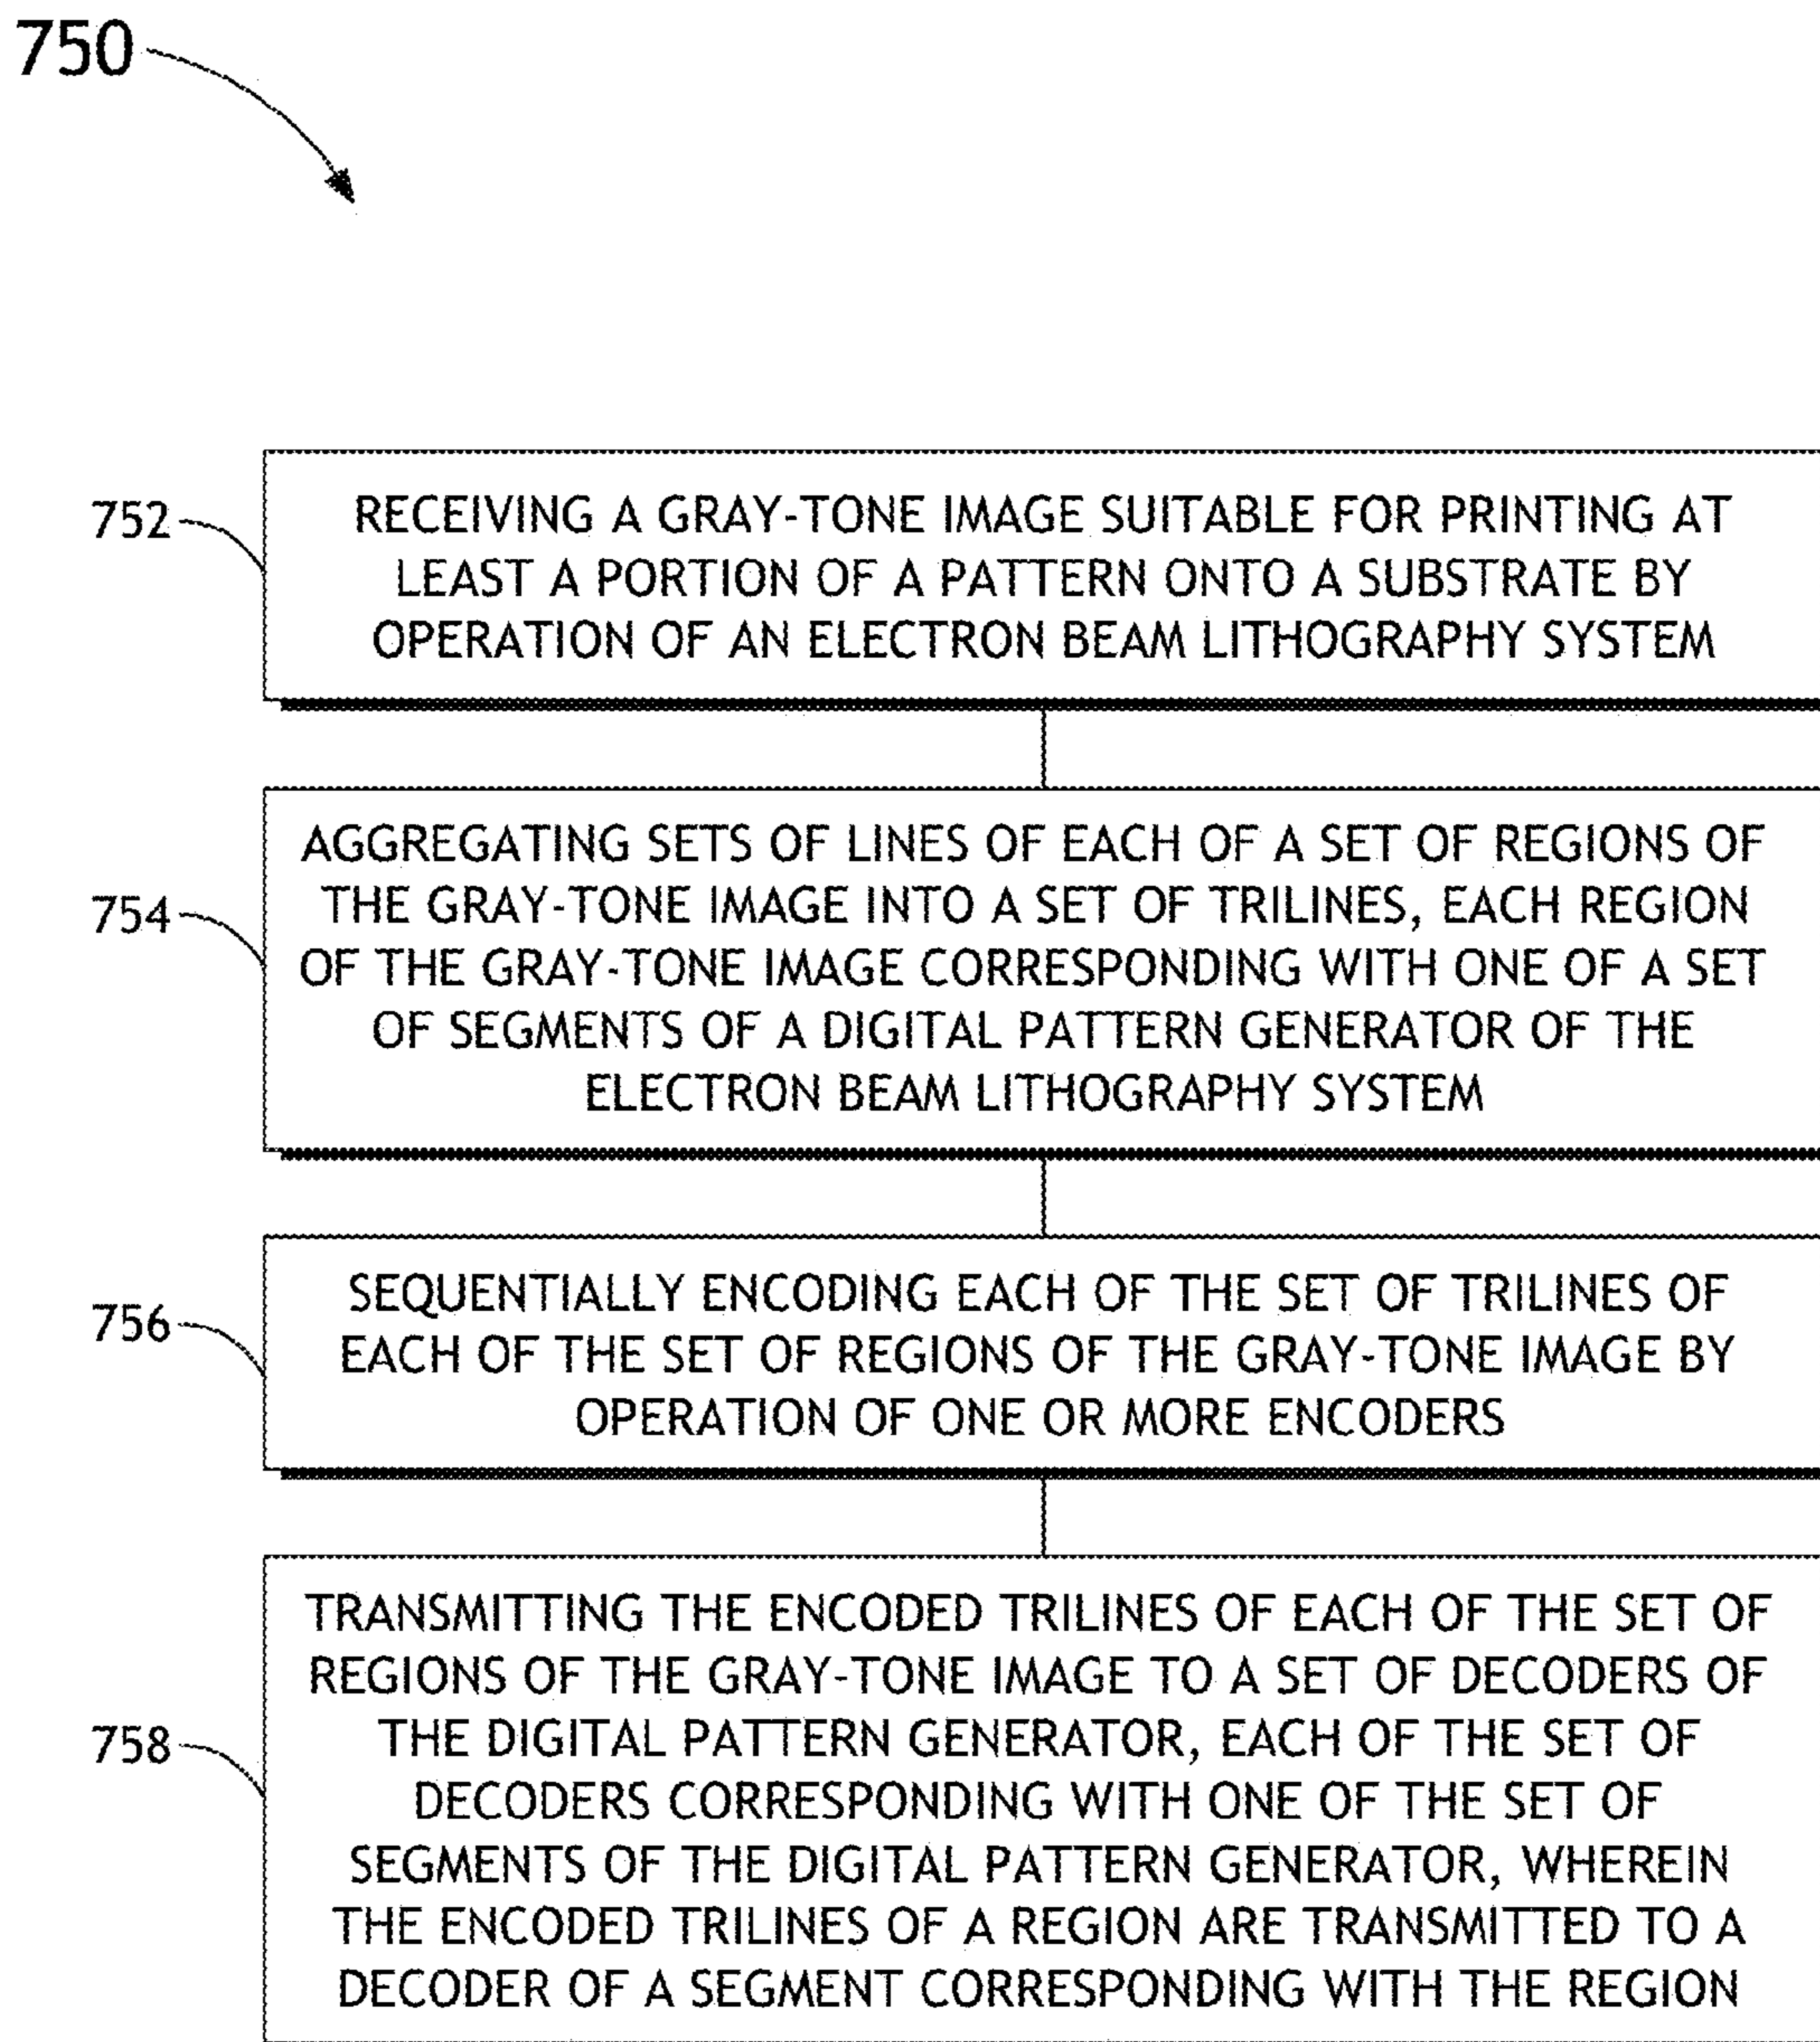 750
752
RECEIVING A GRAY-TONE IMAGE SUITABLE FOR PRINTING AT
LEAST A PORTION OF A PATTERN ONTO A SUBSTRATE BY
OPERATION OF AN ELECTRON BEAM LITHOGRAPHY SYSTEM
754
AGGREGATING SETS OF LINES OF EACH OF A SET OF REGIONS OF
THE GRAY-TONE IMAGE INTO A SET OF TRILINES, EACH REGION
OF THE GRAY-TONE IMAGE CORRESPONDING WITH ONE OF A SET
OF SEGMENTS OF A DIGITAL PATTERN GENERATOR OF THE
ELECTRON BEAM LITHOGRAPHY SYSTEM
756
SEQUENTIALLY ENCODING EACH OF THE SET OF TRILINES OF
EACH OF THE SET OF REGIONS OF THE GRAY-TONE IMAGE BY
OPERATION OF ONE OR MORE ENCODERS
758
TRANSMITTING THE ENCODED TRILINES OF EACH OF THE SET OF
REGIONS OF THE GRAY-TONE IMAGE TO A SET OF DECODERS OF
THE DIGITAL PATTERN GENERATOR, EACH OF THE SET OF
DECODERS CORRESPONDING WITH ONE OF THE SET OF
SEGMENTS OF THE DIGITAL PATTERN GENERATOR, WHEREIN
THE ENCODED TRILINES OF A REGION ARE TRANSMITTED TO A
DECODER OF A SEGMENT CORRESPONDING WITH THE REGION